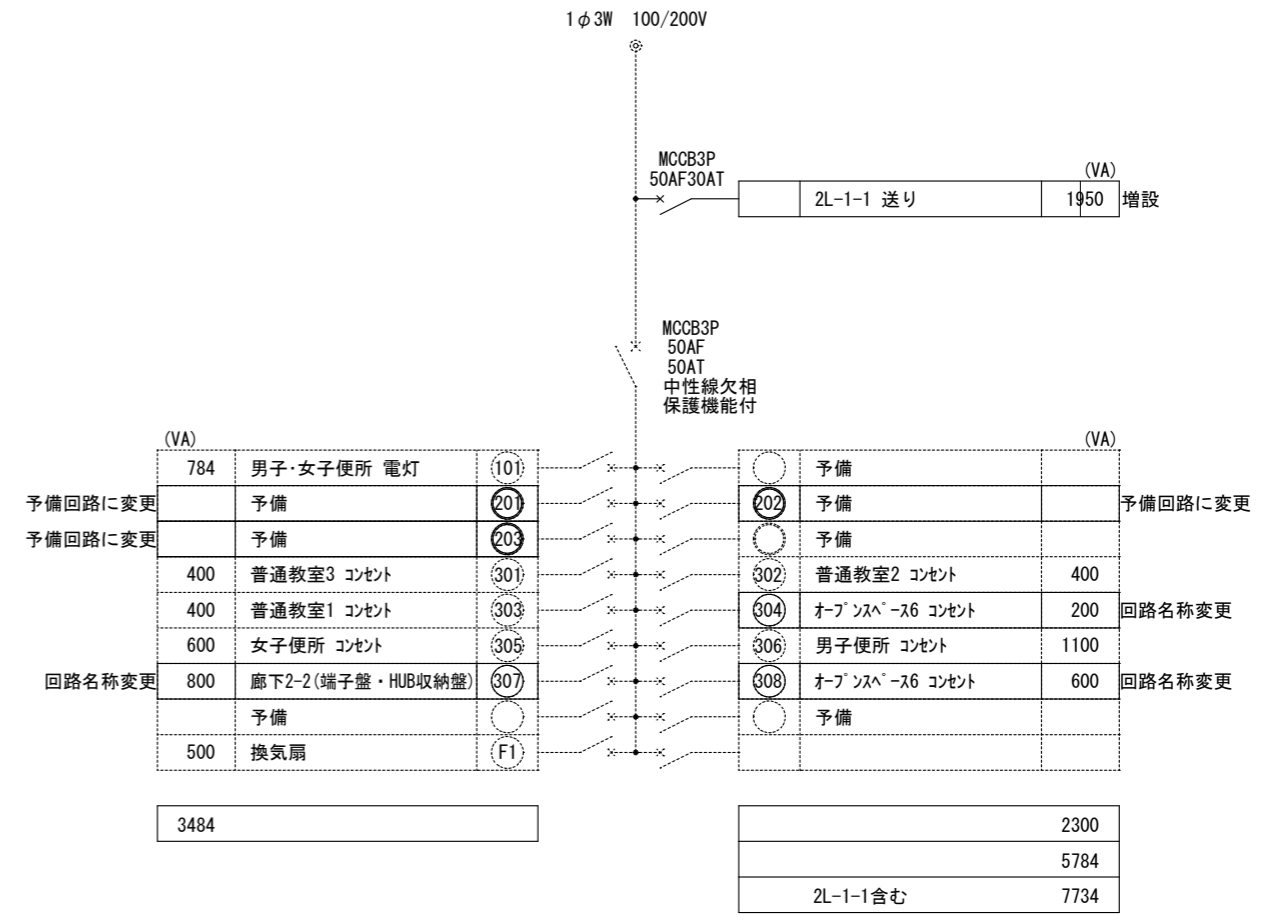 1φ3W 100/200V
MCCB3P
50AF30AT
(VA)
2L-1-1 送り 1950 増設
MCCB3P
50AF
50AT
中性線欠相
保護機能付
(VA) (VA)
784 男子・女子便所 電灯 101 予備
予備回路に変更 予備 201 202 予備 予備回路に変更
予備回路に変更 予備 203 予備
400 普通教室3 コンセント 301 302 普通教室2 コンセント 400
400 普通教室1 コンセント 303 304 オープンスペース6 コンセント 200 回路名称変更
600 女子便所 コンセント 305 306 男子便所 コンセント 1100
回路名称変更 800 廊下2-2(端子盤・HUB収納盤) 307 308 オープンスペース6 コンセント 600 回路名称変更
予備 予備
500 換気扇 F1
3484 2300
5784
2L-1-1含む 7734